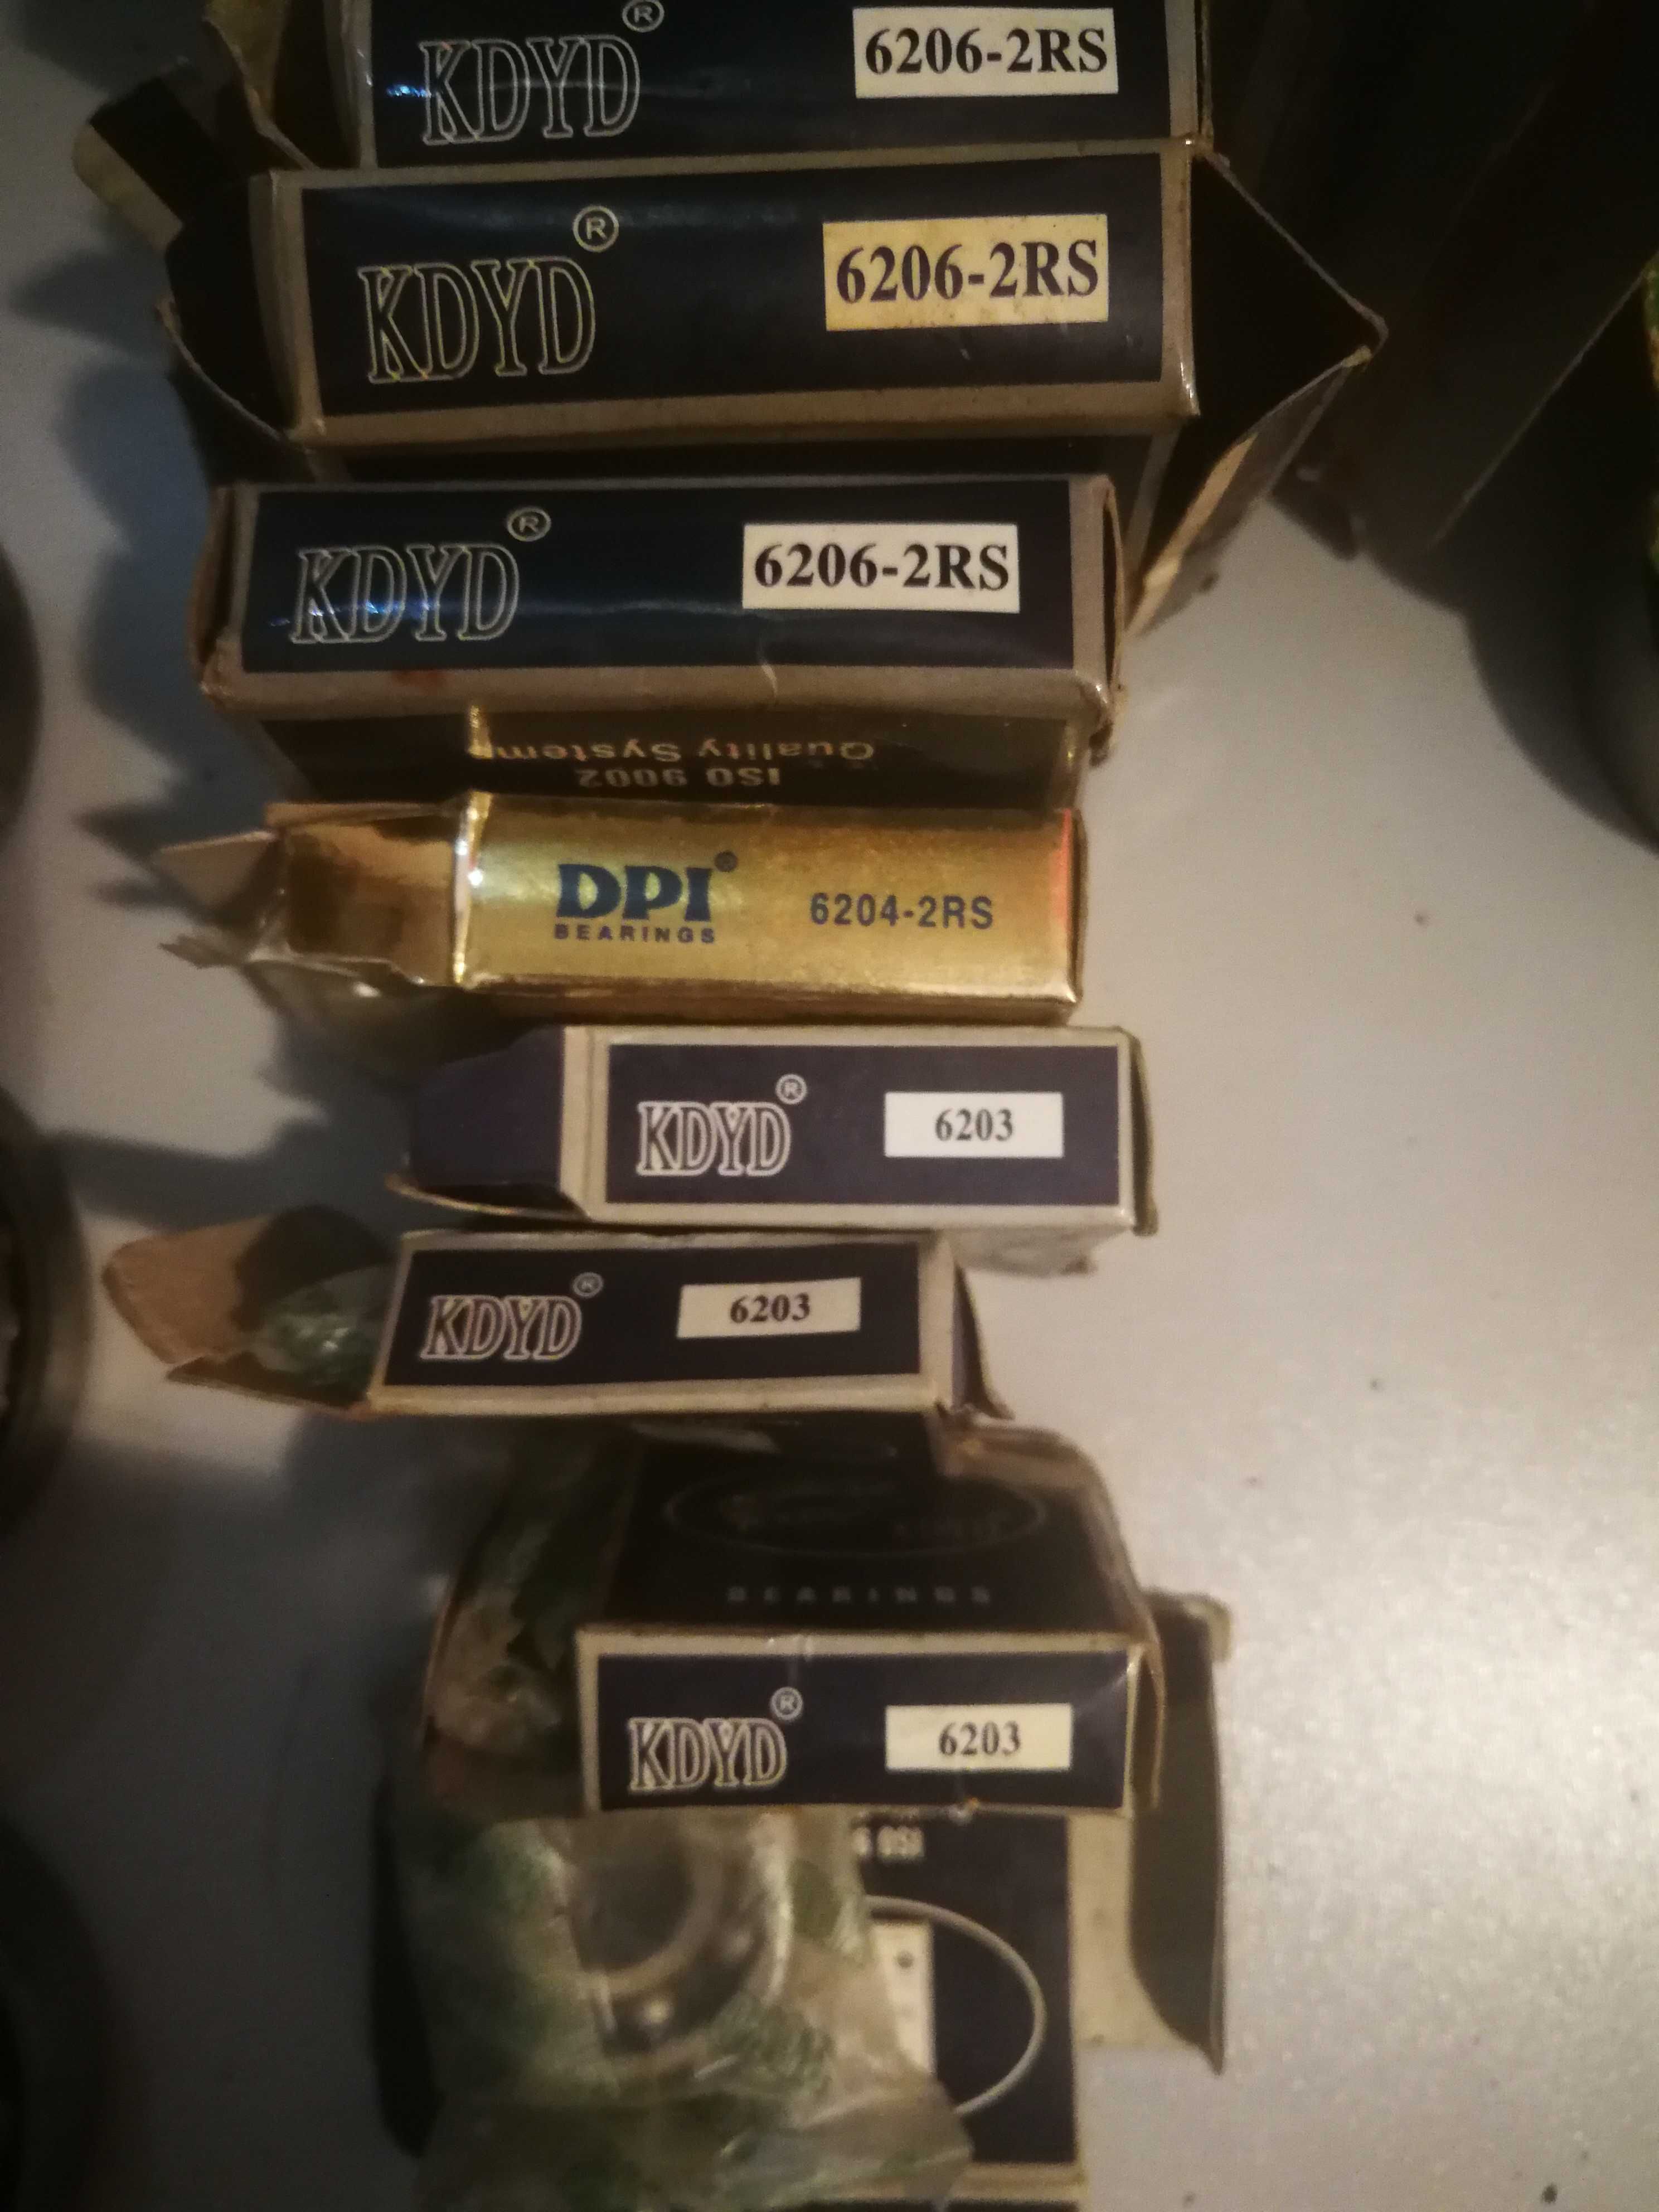 KDYD® 6206-2RS
KDYD® 6206-2RS
KDYD® 6206-2RS
Quality Systems
ISO 9002
DPI® 6204-2RS
BEARINGS
KDYD® 6203
KDYD® 6203
BEARINGS
KDYD® 6203